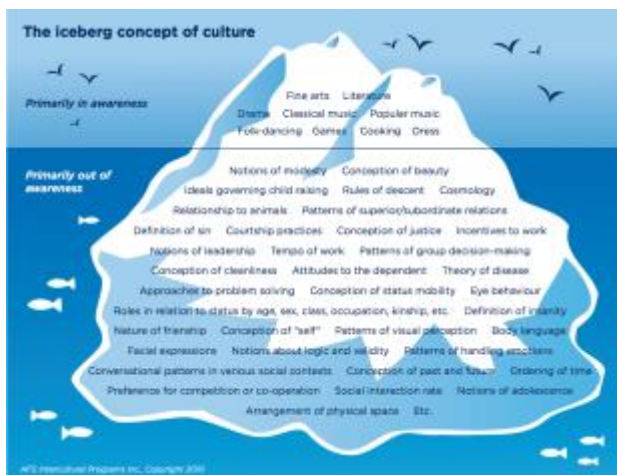 The iceberg concept of culture
Primarily in awareness
Fine arts Literature
Drama Classical music Populer music
Folk-dancing Games Cooking Dress
Primarily out of
awareness
Notions of modesty Conception of beauty
Ideals governing child raising Rules of descent Cosmology
Relationship to animals Patterns of superior/subordinate relations
Definition of sin Courtship practices Conception of justice Incentives to work
Notions of leadership Tempo of work Patterns of group decision-making
Conception of cleanliness Attitudes to the dependent Theory of disease
Approaches to problem solving Conception of status mobility Eye behaviour
Roles in relation to status by age, sex, class, occupation, kinship, etc. Definition of insanity
Nature of frienship Conception of "self" Patterns of visual perception Body language
Facial expressions Notions about logic and validity Patterns of handling emotions
Conversational patterns in various social contexts Conception of past and future Ordering of time
Preference for competition or co-operation Social interaction rate Notions of adolescence
Arrangement of physical space Etc.
AFS Intercultural Programs Inc., Copyright